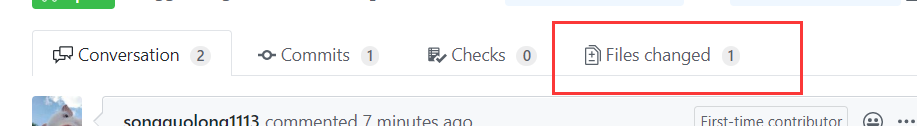 Conversation 2 Commits 1 Checks 0 Files changed 1
songguolong1113 commented 7 minutes ago First-time contributor